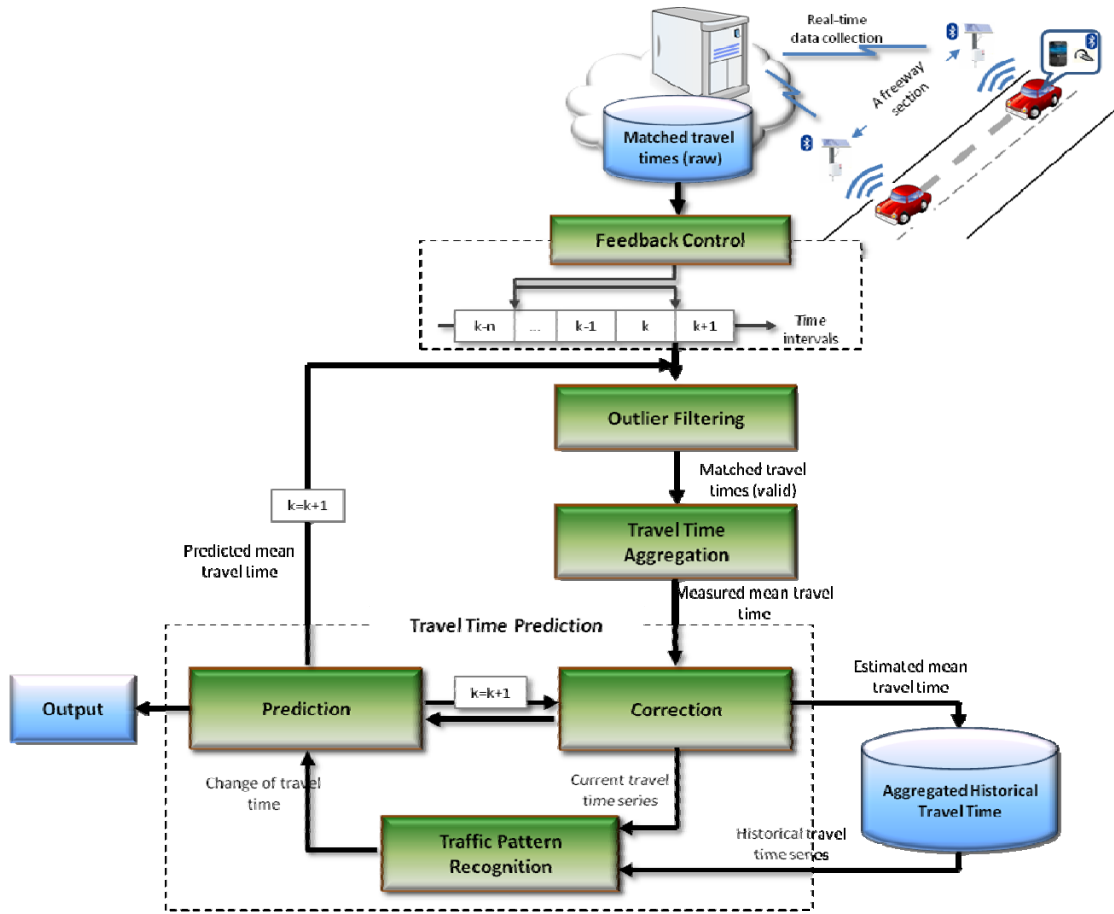 Real-time
data collection
A freeway
section
Matched travel
times (raw)
Feedback Control
k-n
...
k-1
k
k+1
Time
intervals
Outlier Filtering
Matched travel
times (valid)
k=k+1
Travel Time
Aggregation
Predicted mean
travel time
Measured mean travel
time
Travel Time Prediction
Estimated mean
travel time
Output
Prediction
k=k+1
Correction
Change of travel
time
Current travel
time series
Aggregated Historical
Travel Time
Traffic Pattern
Recognition
Historical travel
time series